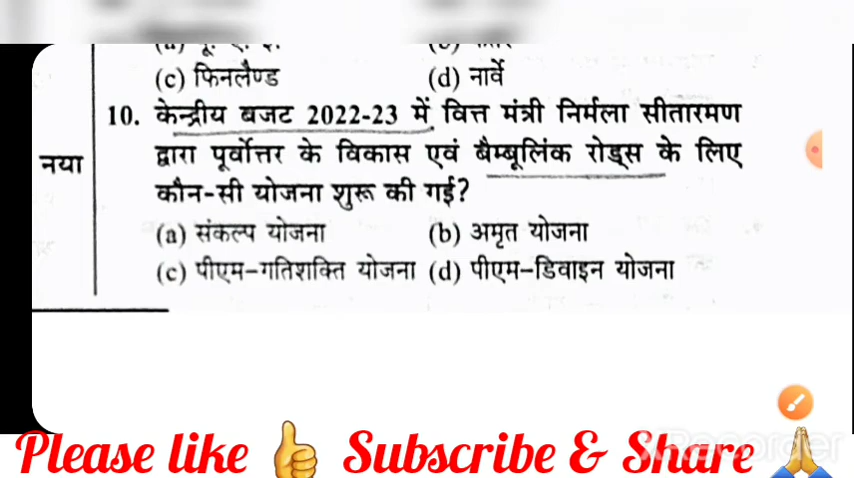 (c) फिनलैण्ड (d) नार्वे
10. केन्द्रीय बजट 2022-23 में वित्त मंत्री निर्मला सीतारमण
द्वारा पूर्वोत्तर के विकास एवं बैम्बूलिंक रोड्स के लिए
नया
कौन-सी योजना शुरू की गई?
(a) संकल्प योजना (b) अमृत योजना
(c) पीएम-गतिशक्ति योजना (d) पीएम-डिवाइन योजना
Please like Subscribe & Share
XRecorder